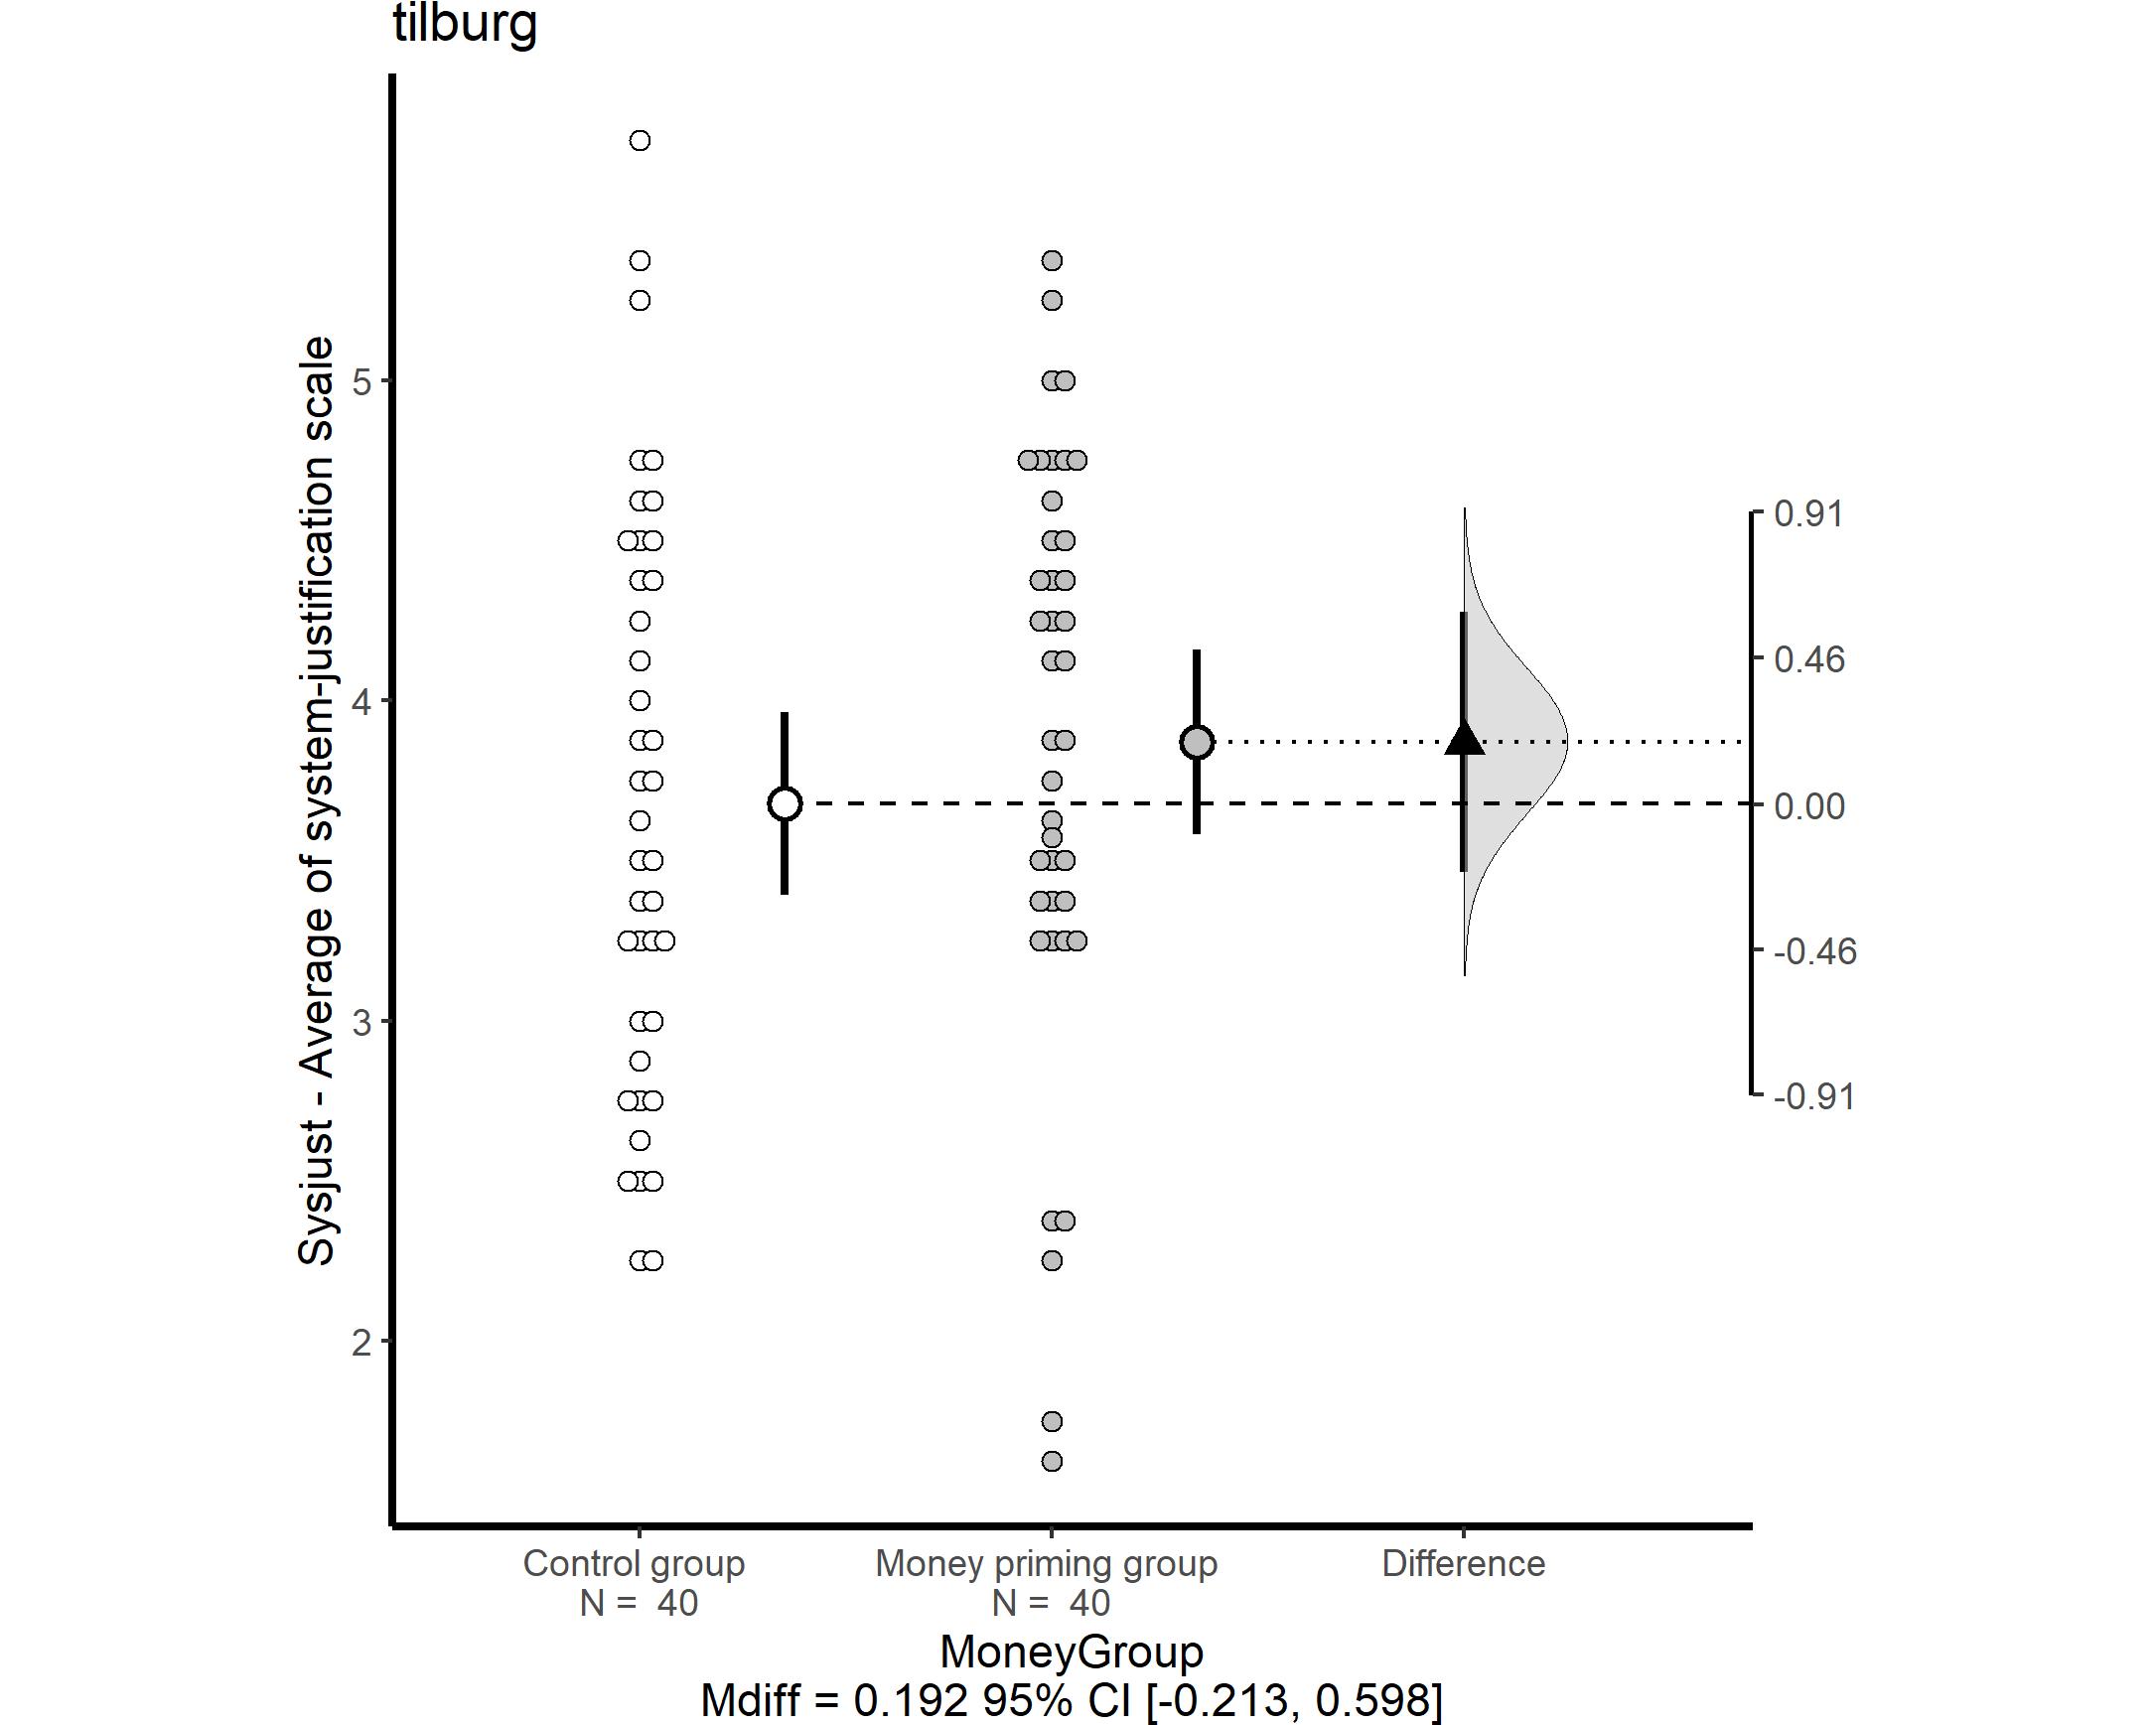 tilburg
Sysjust - Average of system-justification scale
5
4
3
2
0.91
0.46
0.00
-0.46
-0.91
Control group
N =  40
Money priming group
N =  40
Difference
MoneyGroup
Mdiff = 0.192 95% CI [-0.213, 0.598]